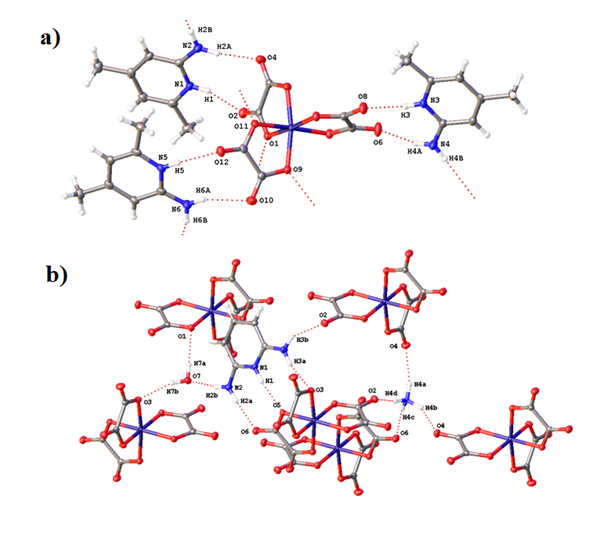 a)
H2B
N2
H2A
O4
N1
H1
O2
O11
O8
H3
N3
O1
O6
N5
H5
O12
O9
H4A
N4
H4B
H6A
N6
O10
H6B
b)
O2
O1
H3b
O4
H7a
N1
H3a
O7
H1
H4a
O3
H7b
H2b
N2
O3
O2
H4d
H2a
O5
H4b
H4c
O4
O6
O6